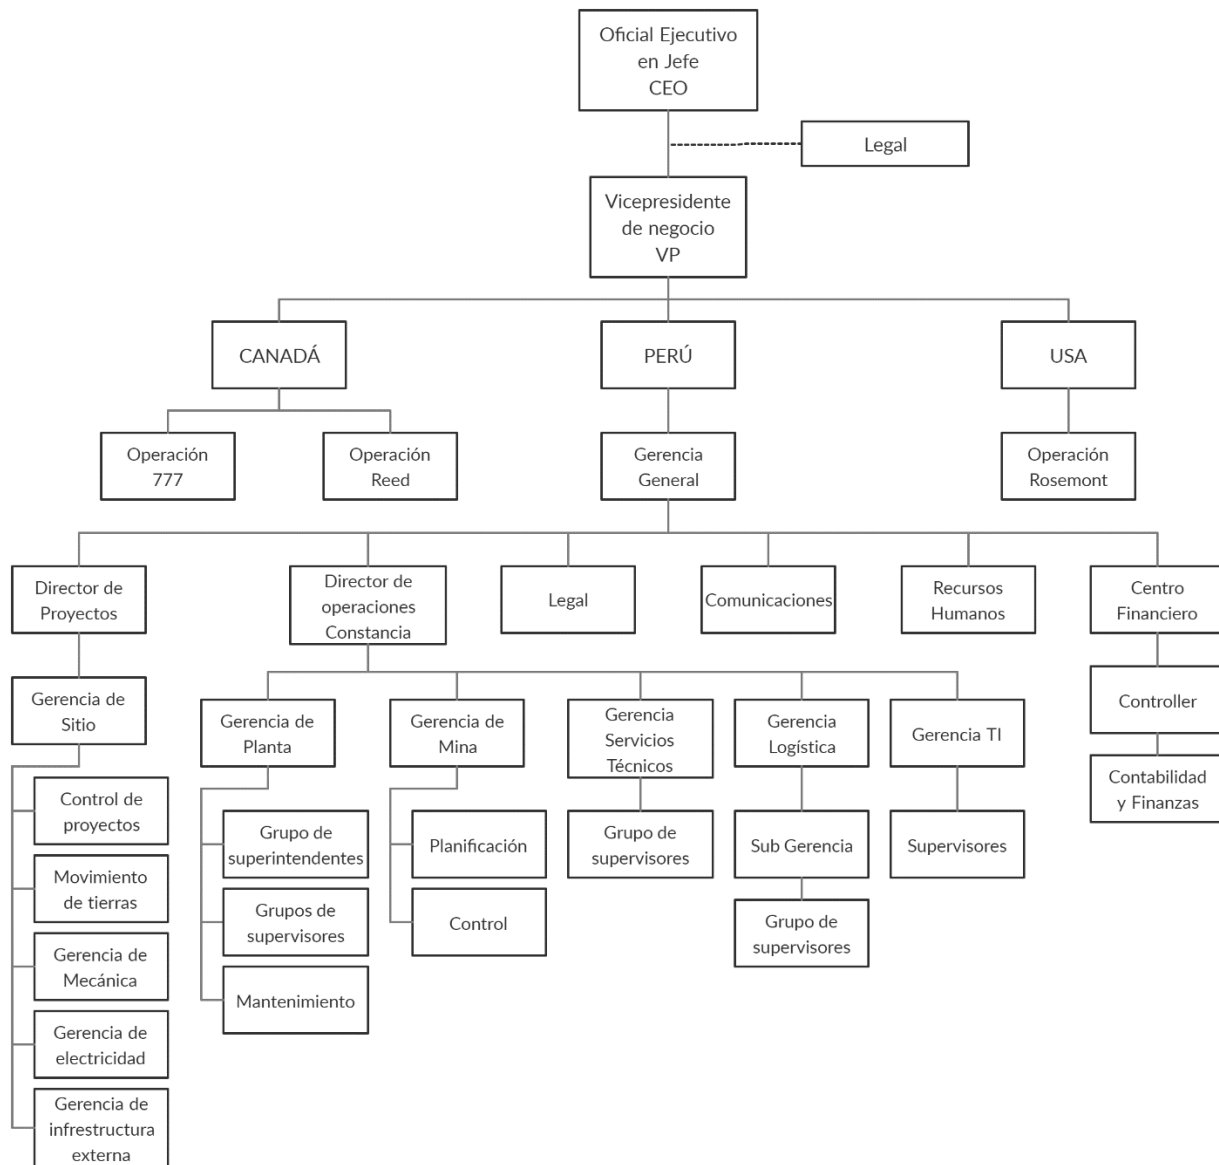 Oficial Ejecutivo
en Jefe
CEO
Legal
Vicepresidente
de negocio
VP
CANADÁ
PERÚ
USA
Operación
777
Operación
Reed
Gerencia
General
Operación
Rosemont
Director de
Proyectos
Director de
operaciones
Constancia
Legal
Comunicaciones
Recursos
Humanos
Centro
Financiero
Gerencia de
Sitio
Gerencia de
Planta
Gerencia de
Mina
Gerencia
Servicios
Técnicos
Gerencia
Logística
Gerencia TI
Controller
Contabilidad
y Finanzas
Control de
proyectos
Movimiento
de tierras
Gerencia de
Mecánica
Gerencia de
electricidad
Gerencia de
infrestructura
externa
Grupo de
superintendentes
Grupos de
supervisores
Mantenimiento
Planificación
Control
Grupo de
supervisores
Sub Gerencia
Grupo de
supervisores
Supervisores